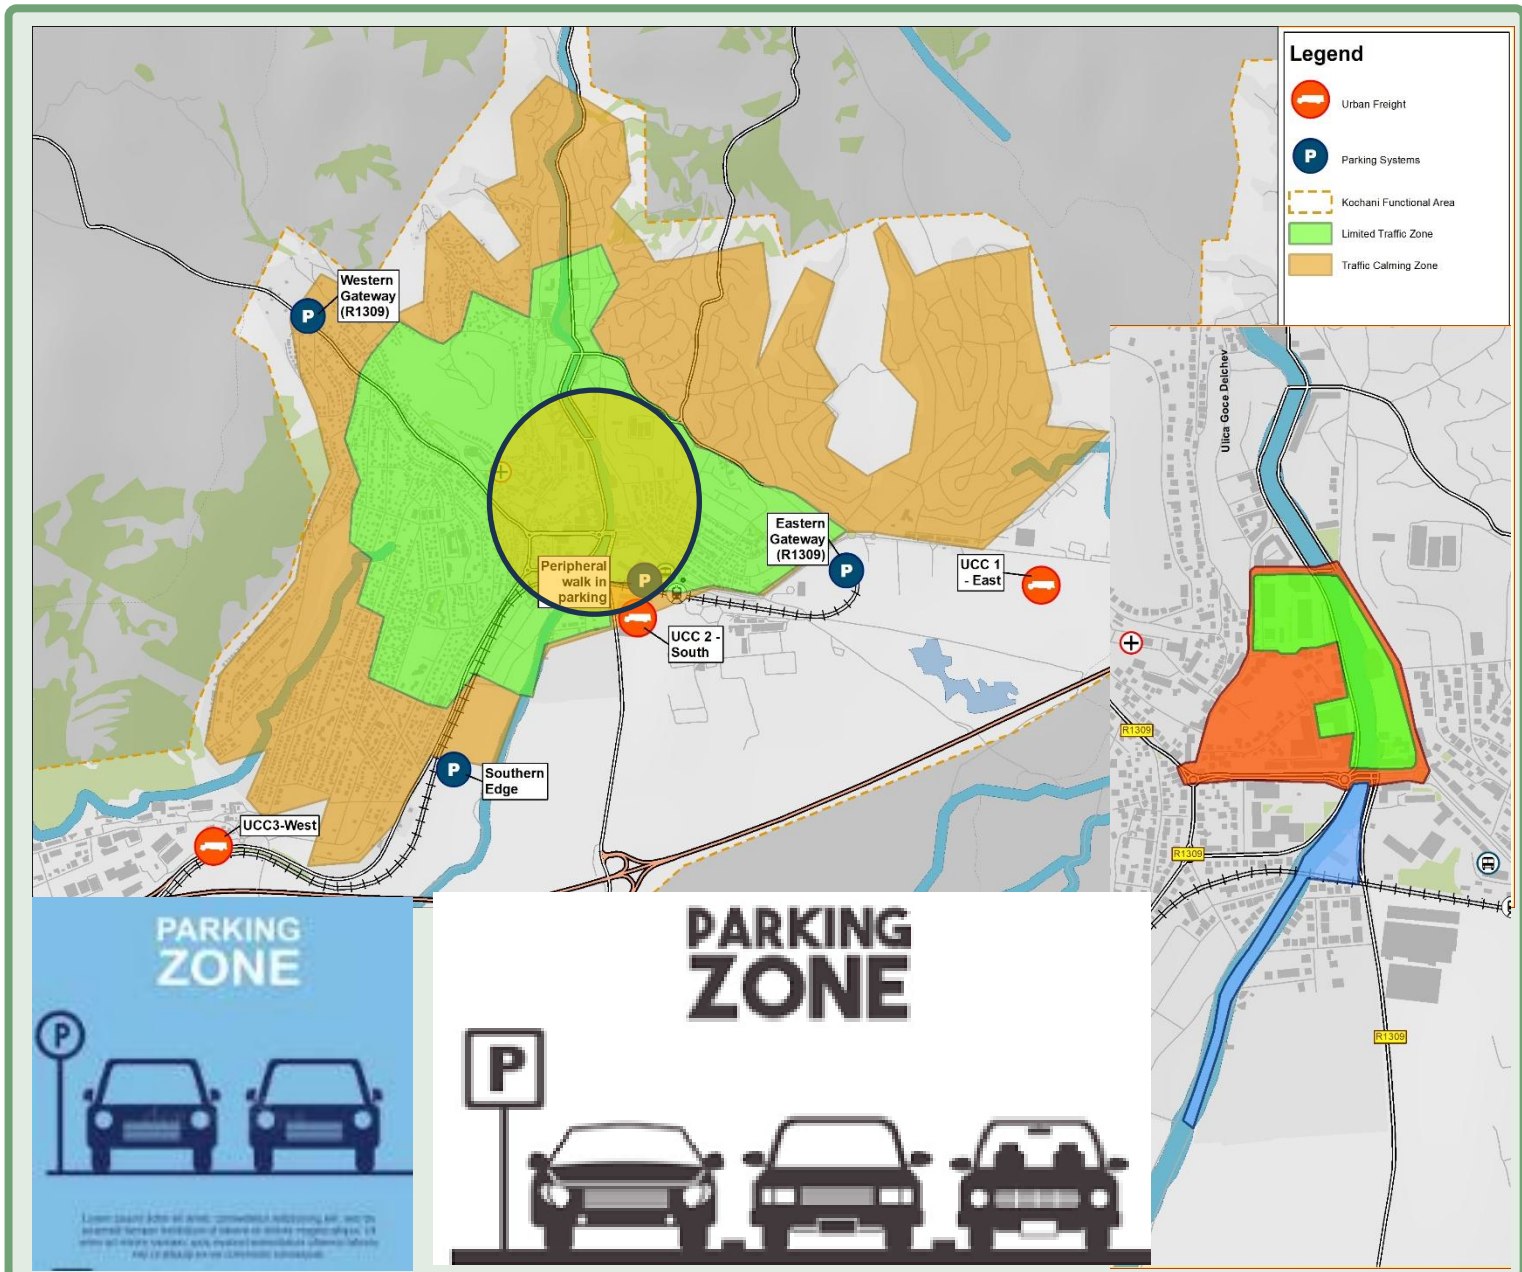 Legend
Urban Freight
P
Parking Systems
Kochani Functional Area
Limited Traffic Zone
Traffic Calming Zone
Western
Gateway
(R1309)
P
Eastern
Gateway
(R1309)
P
UCC 1
- East
Peripheral
walk in
parking
P
UCC 2 -
South
P
Southern
Edge
UCC3-West
Ulica Goce Delchev
R1309
R1309
R1309
PARKING
ZONE
P
PARKING
ZONE
P